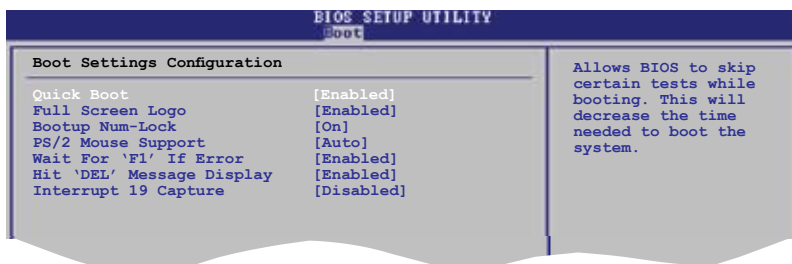 BIOS SETUP UTILITY
Boot
Boot Settings Configuration
Quick Boot [Enabled]
Full Screen Logo [Enabled]
Bootup Num-Lock [On]
PS/2 Mouse Support [Auto]
Wait For ‘F1’ If Error [Enabled]
Hit ‘DEL’ Message Display [Enabled]
Interrupt 19 Capture [Disabled]
Allows BIOS to skip
certain tests while
booting. This will
decrease the time
needed to boot the
system.